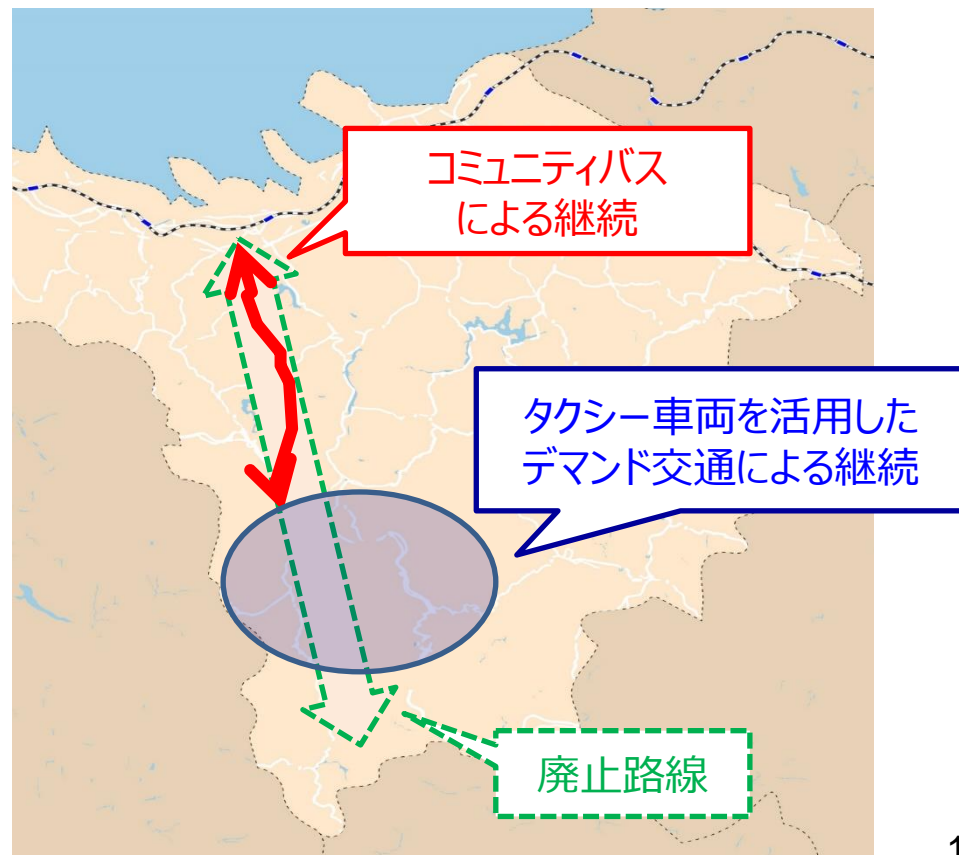 コミュニティバス
による継続
タクシー車両を活用した
デマンド交通による継続
廃止路線
1